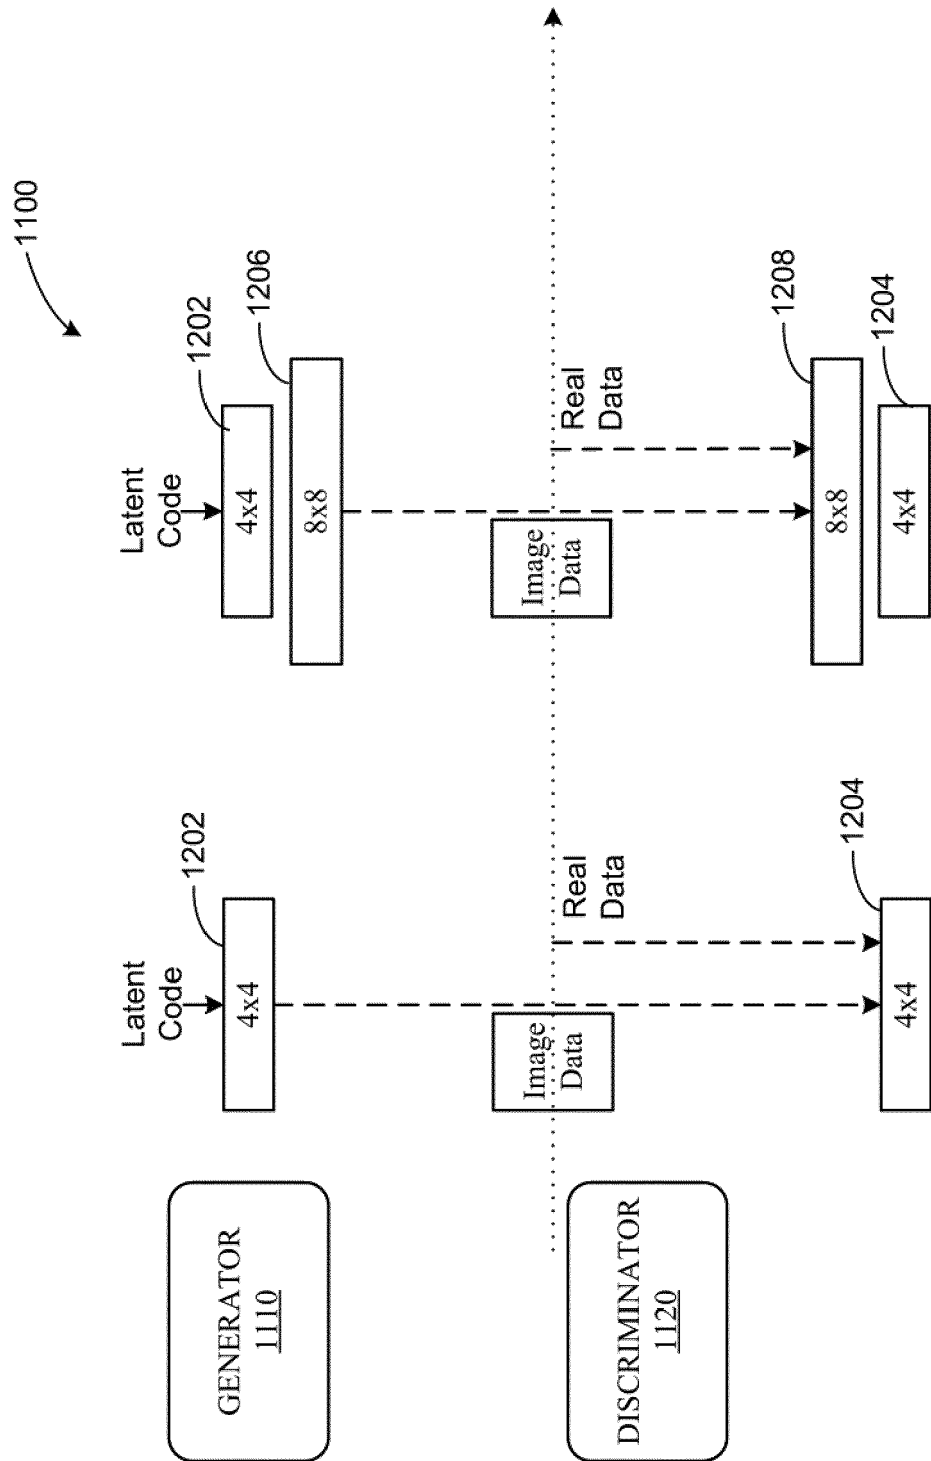 1100
GENERATOR
1110
Latent
Code
4x4
1202
Latent
Code
4x4
1202
8x8
1206
Image
Data
Real
Data
Image
Data
Real
Data
DISCRIMINATOR
1120
4x4
1204
8x8
1208
4x4
1204